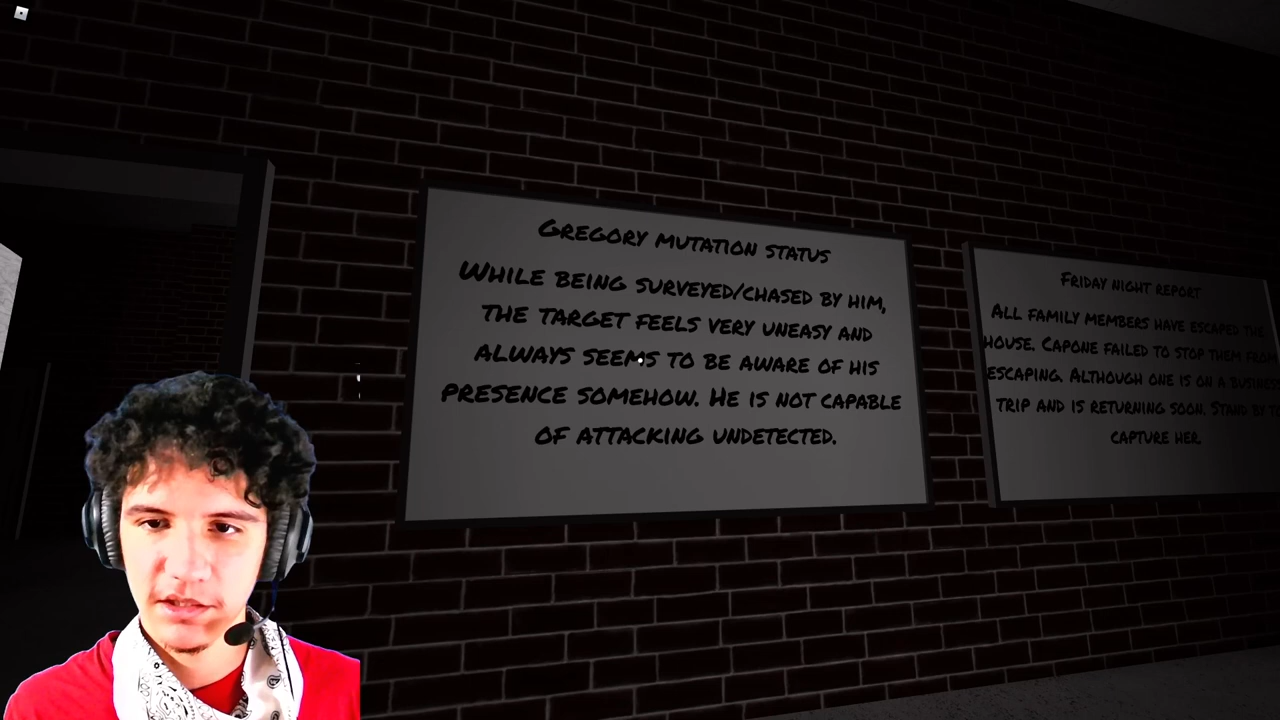 GREGORY MUTATION STATUS
WHILE BEING SURVEYED/CHASED BY HIM,
THE TARGET FEELS VERY UNEASY AND
ALWAYS SEEMS TO BE AWARE OF HIS
PRESENCE SOMEHOW. HE IS NOT CAPABLE
OF ATTACKING UNDETECTED.
FRIDAY NIGHT REPORT
ALL FAMILY MEMBERS HAVE ESCAPED THE
HOUSE. CAPONE FAILED TO STOP THEM FROM
ESCAPING. ALTHOUGH ONE IS ON A
TRIP AND IS RETURNING SOON. STAND BY
CAPTURE HER.